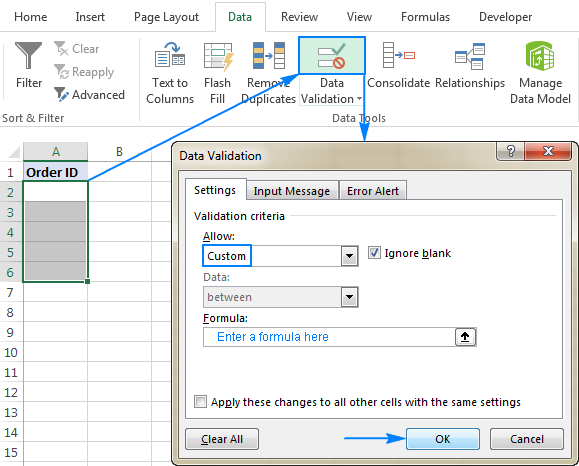 Home Insert Page Layout Data Review View Formulas Developer
Filter
Clear
Reapply
Advanced
Text to
Columns
Flash
Fill
Remove
Duplicates
Data
Validation
Consolidate
Relationships
Manage
Data Model
Sort & Filter
Data Tools
A B
1 Order ID
2
3
4
5
6
7
8
9
10
11
12
13
14
15
Data Validation
?
Settings Input Message Error Alert
Validation criteria
Allow:
Custom
Ignore blank
Data:
between
Formula:
Enter a formula here
Apply these changes to all other cells with the same settings
Clear All OK Cancel